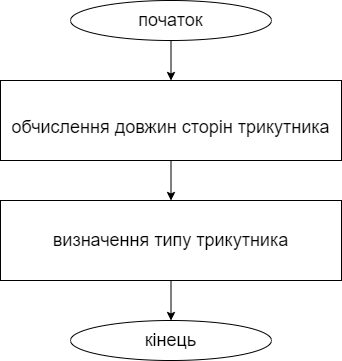 початок
обчислення довжин сторін трикутника
визначення типу трикутника
кінець